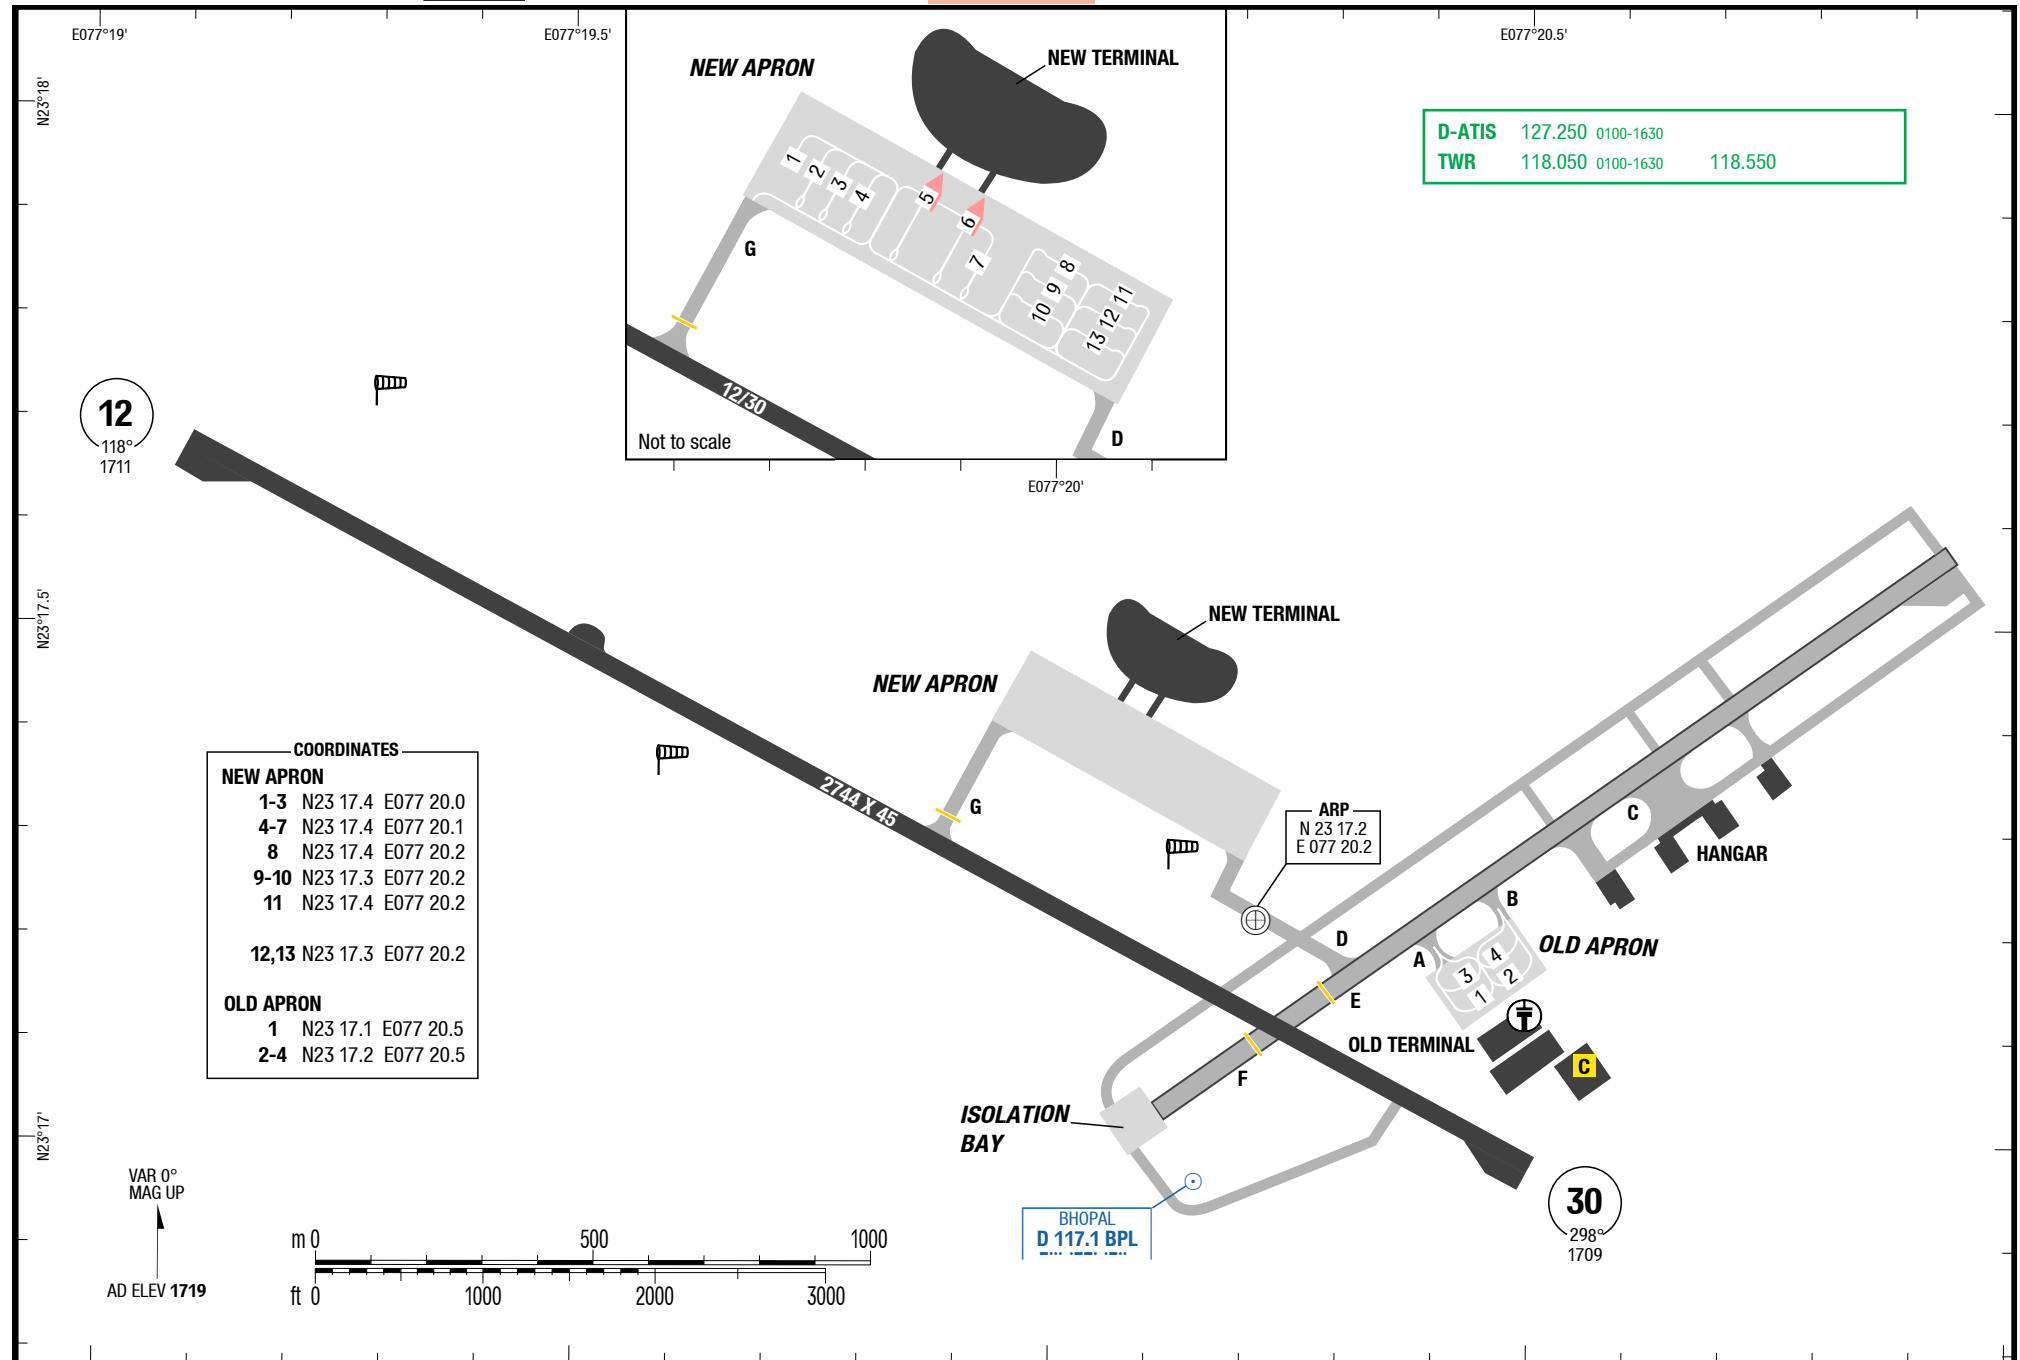 E077°19'
E077°19.5'
E077°20.5'
N23°18'
NEW APRON
NEW TERMINAL
1
2
3
4
5
6
7
8
9
10
11
12
13
G
12/30
D
Not to scale
E077°20'
D-ATIS 127.250 0100-1630
TWR 118.050 0100-1630 118.550
12
118°
1711
N23°17.5'
NEW TERMINAL
NEW APRON
2744 X 45
G
ARP
N 23 17.2
E 077 20.2
C
HANGAR
B
OLD APRON
D
A
3
4
1
2
E
OLD TERMINAL
C
F
COORDINATES
NEW APRON
1-3 N23 17.4 E077 20.0
4-7 N23 17.4 E077 20.1
8 N23 17.4 E077 20.2
9-10 N23 17.3 E077 20.2
11 N23 17.4 E077 20.2
12,13 N23 17.3 E077 20.2
OLD APRON
1 N23 17.1 E077 20.5
2-4 N23 17.2 E077 20.5
N23°17'
ISOLATION
BAY
BHOPAL
D 117.1 BPL
30
298°
1709
VAR 0°
MAG UP
AD ELEV 1719
m 0 500 1000
ft 0 1000 2000 3000